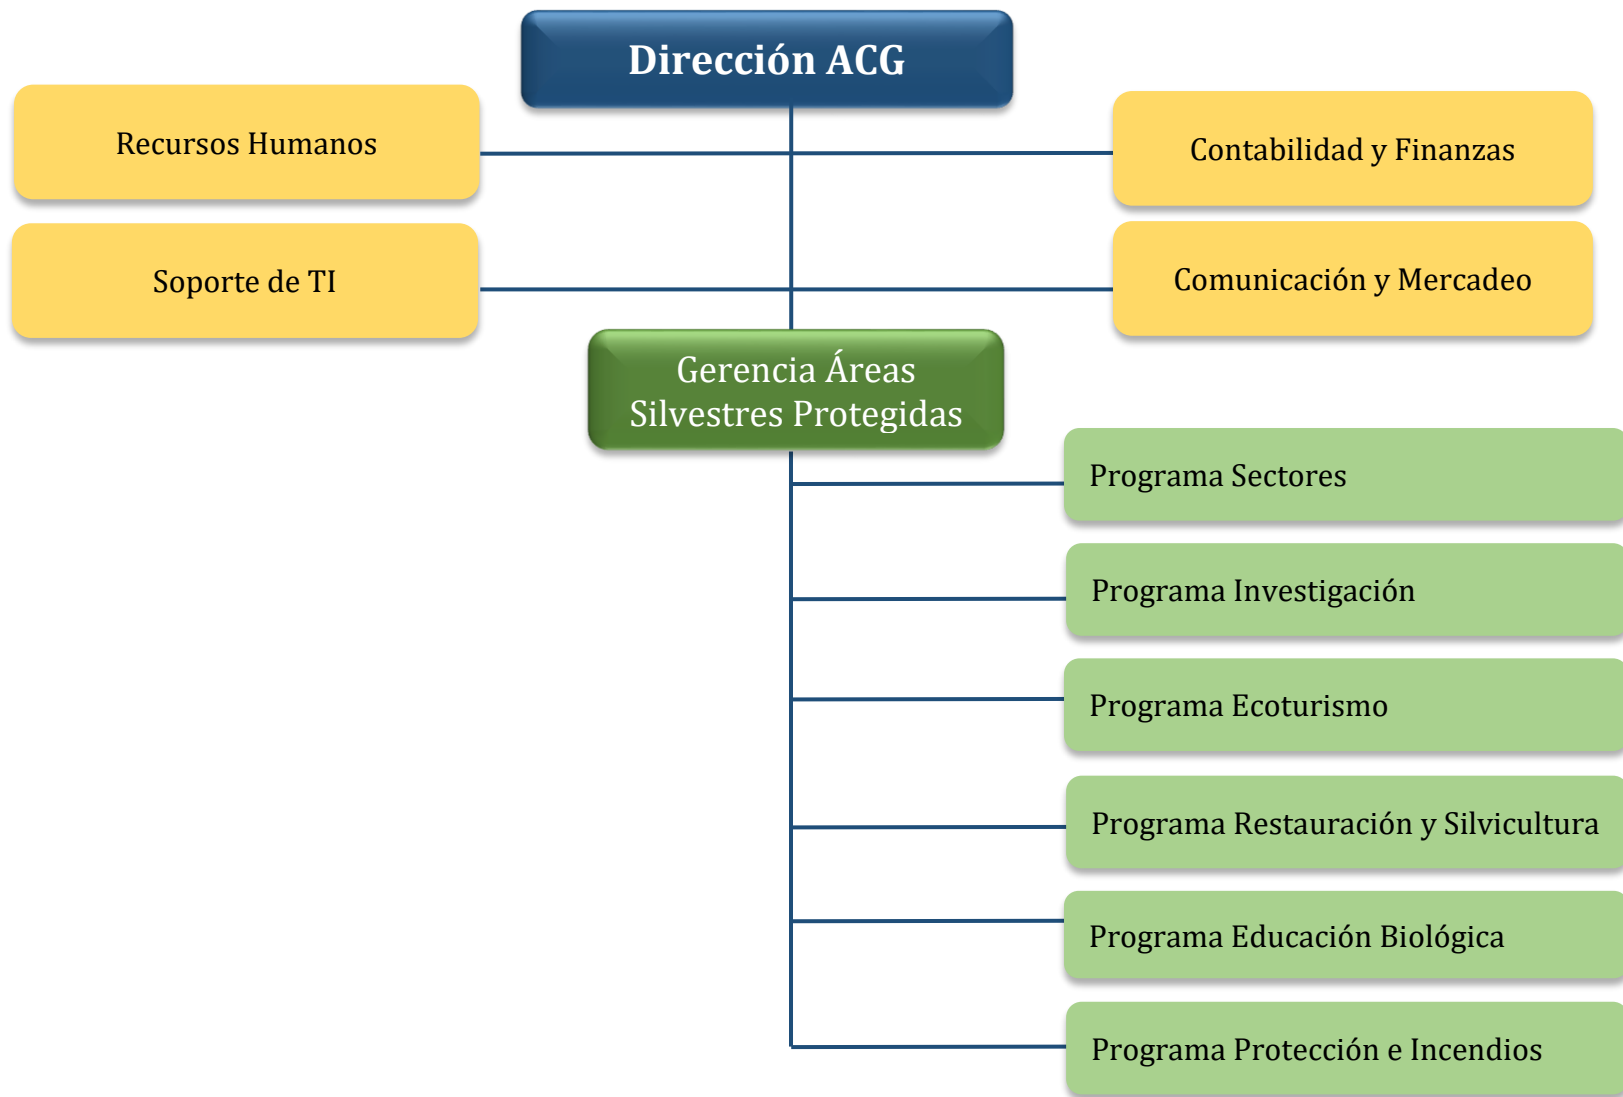 Dirección ACG
Recursos Humanos
Contabilidad y Finanzas
Soporte de TI
Comunicación y Mercadeo
Gerencia Áreas
Silvestres Protegidas
Programa Sectores
Programa Investigación
Programa Ecoturismo
Programa Restauración y Silvicultura
Programa Educación Biológica
Programa Protección e Incendios